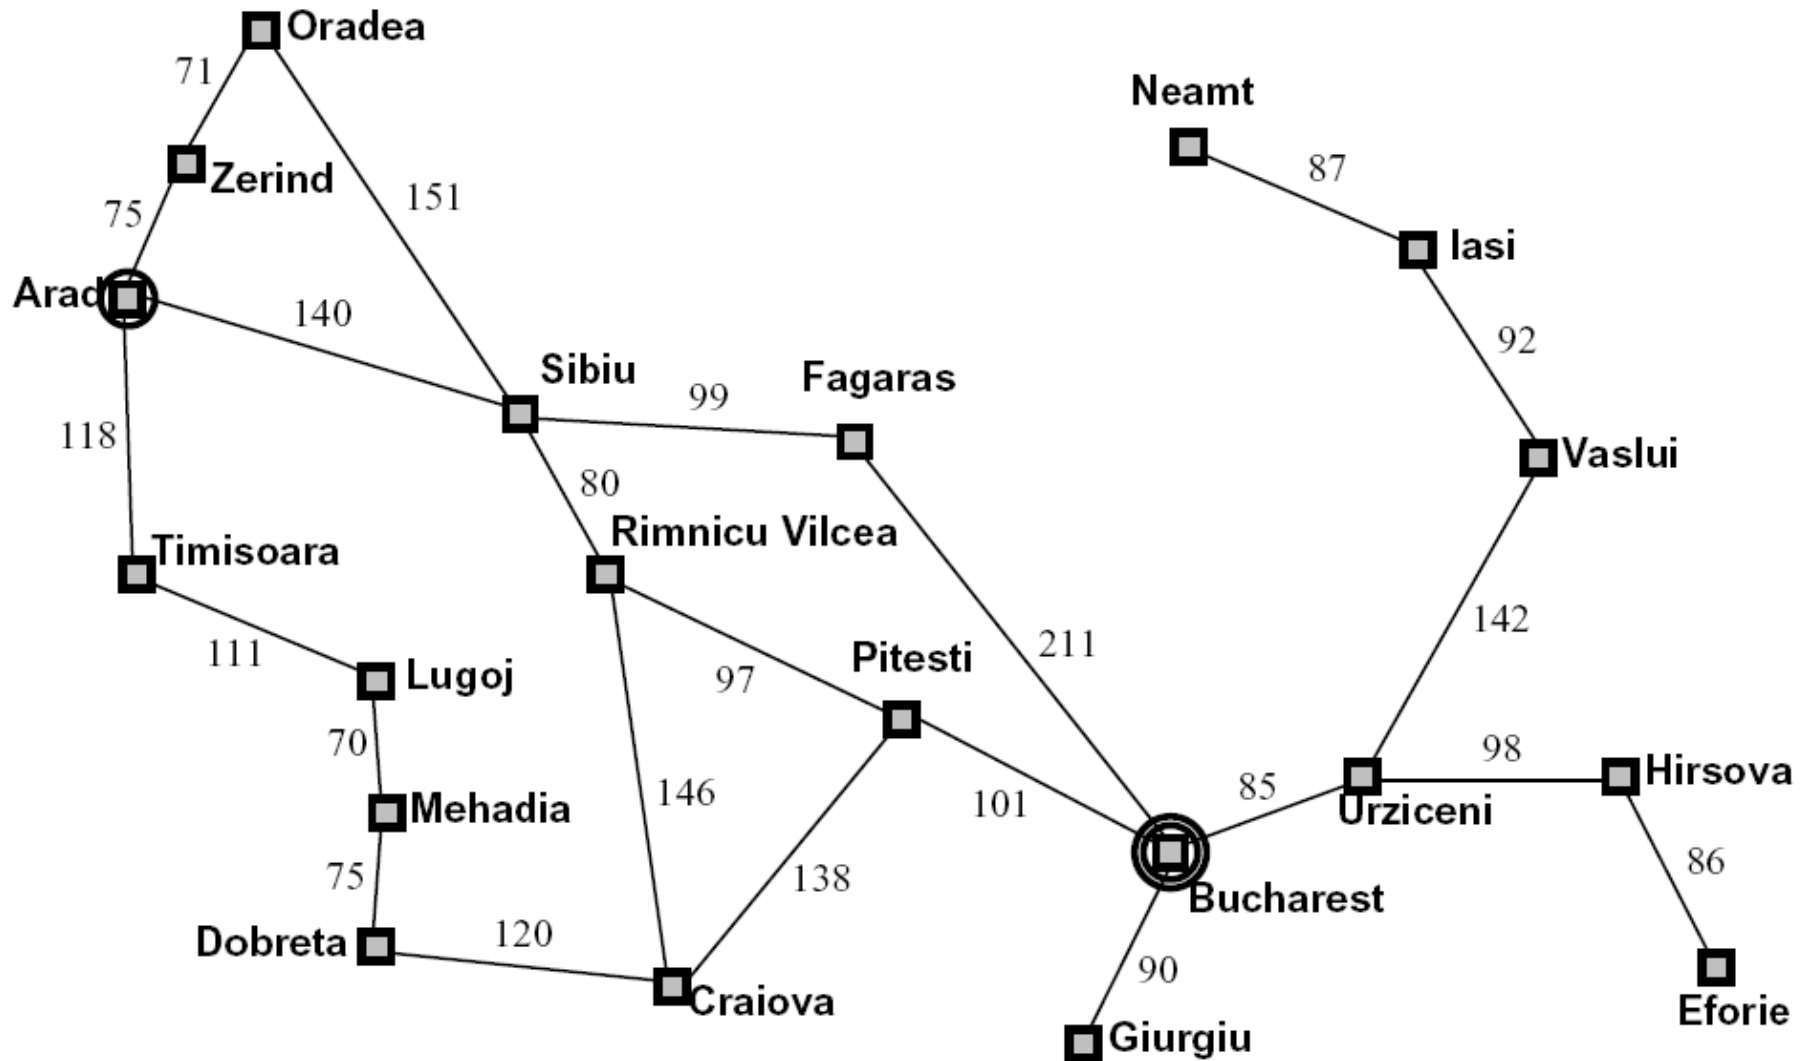 Oradea
71
Neamt
87
Zerind
151
75
Iasi
Arad
140
92
Sibiu
Fagaras
99
118
Vaslui
80
Rimnicu Vilcea
Timisoara
142
211
111
Lugoj
97
Pitesti
70
98
Hirsova
85
Urziceni
146
101
Mehadia
86
75
138
Bucharest
Dobreta
120
90
Craiova
Eforie
Giurgiu